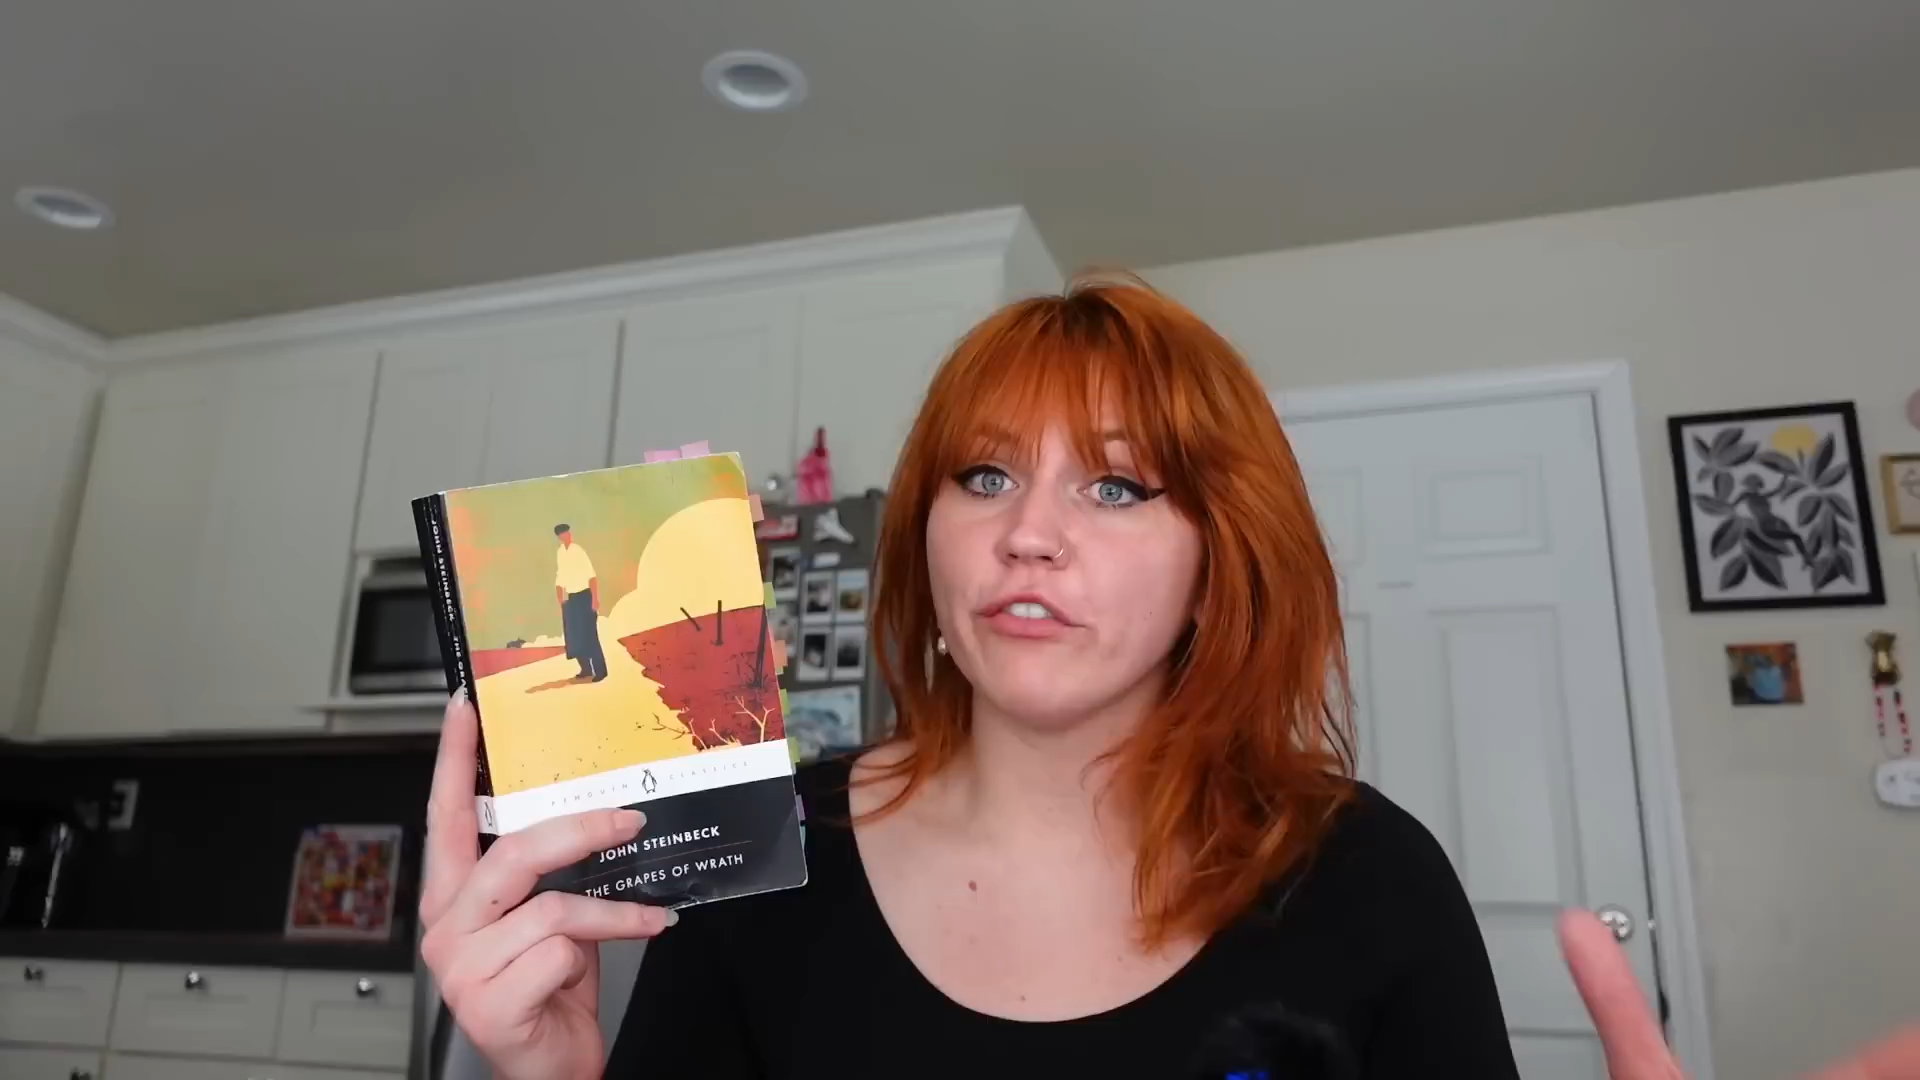 JOHN STEINBECK
PENGUIN CLASSICS
JOHN STEINBECK
THE GRAPES OF WRATH